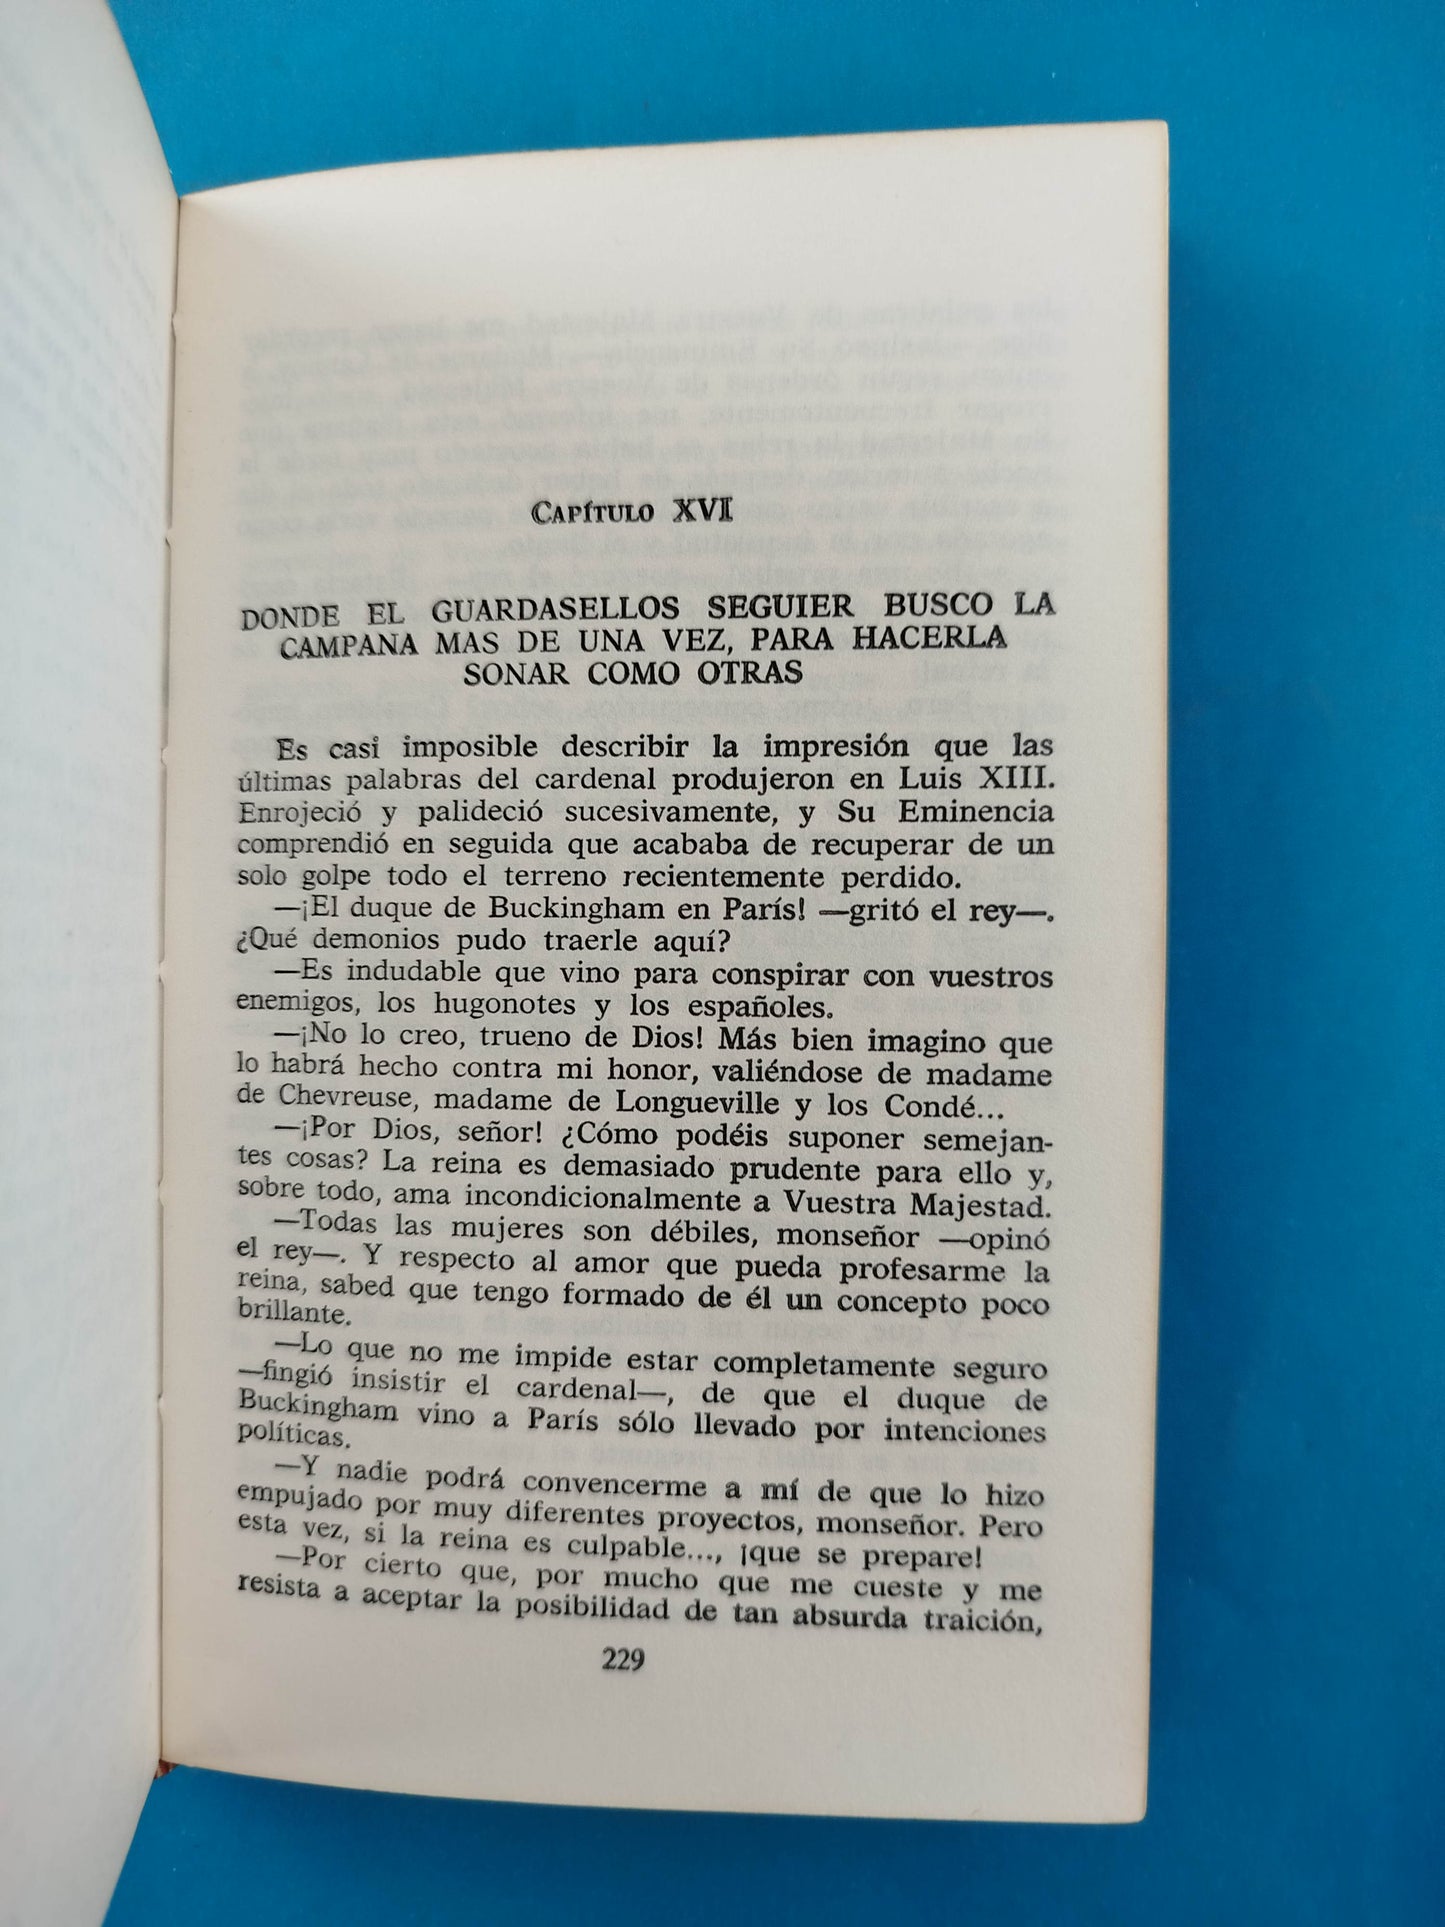 CAPÍTULO XVI
DONDE EL GUARDASELLOS SEGUIER BUSCO LA
CAMPANA MAS DE UNA VEZ, PARA HACERLA
SONAR COMO OTRAS
Es casi imposible describir la impresión que las
últimas palabras del cardenal produjeron en Luis XIII.
Enrojeció y palideció sucesivamente, y Su Eminencia
comprendió en seguida que acababa de recuperar de un
solo golpe todo el terreno recientemente perdido.
—¡El duque de Buckingham en París! —gritó el rey—.
¿Qué demonios pudo traerle aquí?
—Es indudable que vino para conspirar con vuestros
enemigos, los hugonotes y los españoles.
—¡No lo creo, trueno de Dios! Más bien imagino que
lo habrá hecho contra mi honor, valiéndose de madame
de Chevreuse, madame de Longueville y los Condé...
—¡Por Dios, señor! ¿Cómo podéis suponer semejan-
tes cosas? La reina es demasiado prudente para ello y,
sobre todo, ama incondicionalmente a Vuestra Majestad.
—Todas las mujeres son débiles, monseñor —opinó
el rey—. Y respecto al amor que pueda profesarme la
reina, sabed que tengo formado de él un concepto poco
brillante.
—Lo que no me impide estar completamente seguro
—fingió insistir el cardenal—, de que el duque de
Buckingham vino a París sólo llevado por intenciones
políticas.
—Y nadie podrá convencerme a mí de que lo hizo
empujado por muy diferentes proyectos, monseñor. Pero
esta vez, si la reina es culpable..., ¡que se prepare!
—Por cierto que, por mucho que me cueste y me
resista a aceptar la posibilidad de tan absurda traición,
229